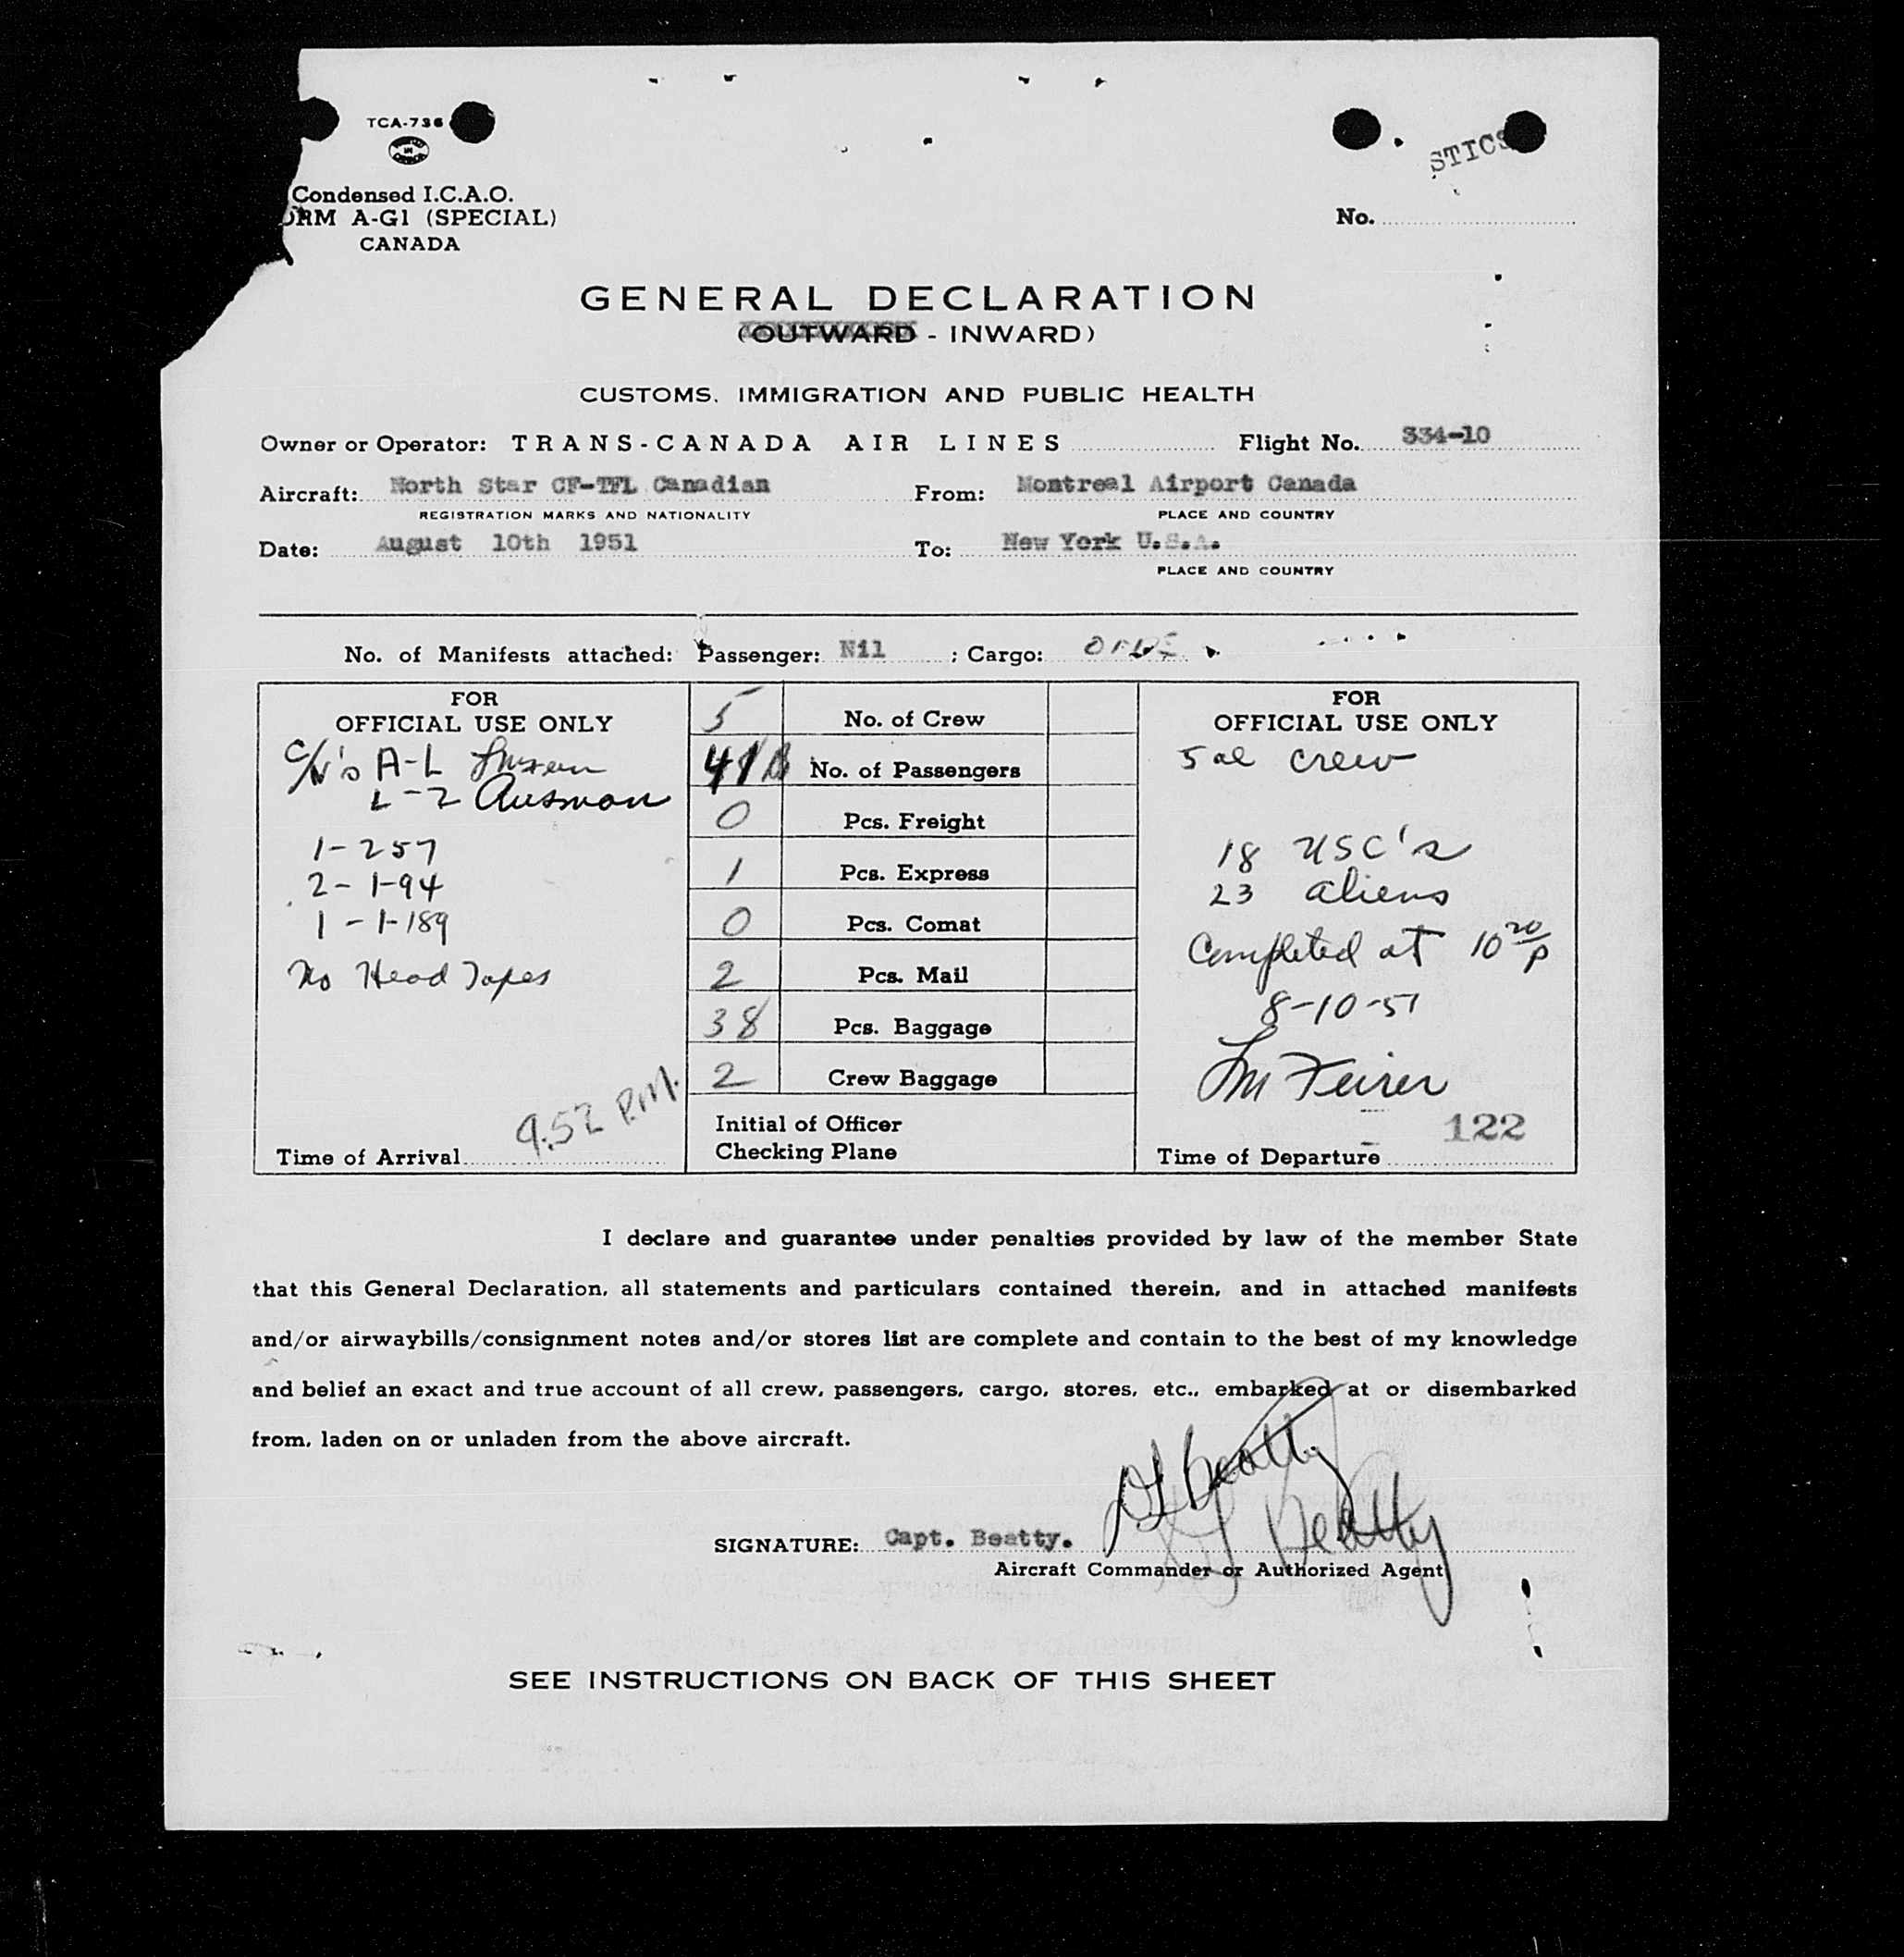 TCA-736
STICS
Condensed I.C.A.O.
ORM A-G1 (SPECIAL)
CANADA
No.
GENERAL DECLARATION
(OUTWARD - INWARD)
CUSTOMS, IMMIGRATION AND PUBLIC HEALTH
Owner or Operator: TRANS-CANADA AIR LINES Flight No. 334-10
Aircraft: North Star CF-TFL Canadian From: Montreal Airport Canada
REGISTRATION MARKS AND NATIONALITY PLACE AND COUNTRY
Date: August 10th 1951 To: New York U.S.A.
PLACE AND COUNTRY
No. of Manifests attached: Passenger: Nil ; Cargo:
FOR
OFFICIAL USE ONLY
c/n's A-L
L-Z Ausmon
1-257
2-1-94
1-1-189
No Head Tapes
Time of Arrival 9.52 P.M.
5 No. of Crew
41 No. of Passengers
0 Pcs. Freight
1 Pcs. Express
0 Pcs. Comat
2 Pcs. Mail
38 Pcs. Baggage
2 Crew Baggage
Initial of Officer
Checking Plane
FOR
OFFICIAL USE ONLY
5 al crew
18 USC's
23 aliens
Completed at 10 20/P
8-10-51
122
Time of Departure
I declare and guarantee under penalties provided by law of the member State
that this General Declaration, all statements and particulars contained therein, and in attached manifests
and/or airwaybills/consignment notes and/or stores list are complete and contain to the best of my knowledge
and belief an exact and true account of all crew, passengers, cargo, stores, etc., embarked at or disembarked
from, laden on or unladen from the above aircraft.
SIGNATURE: Capt. Beatty. Beatty
Aircraft Commander or Authorized Agent
SEE INSTRUCTIONS ON BACK OF THIS SHEET